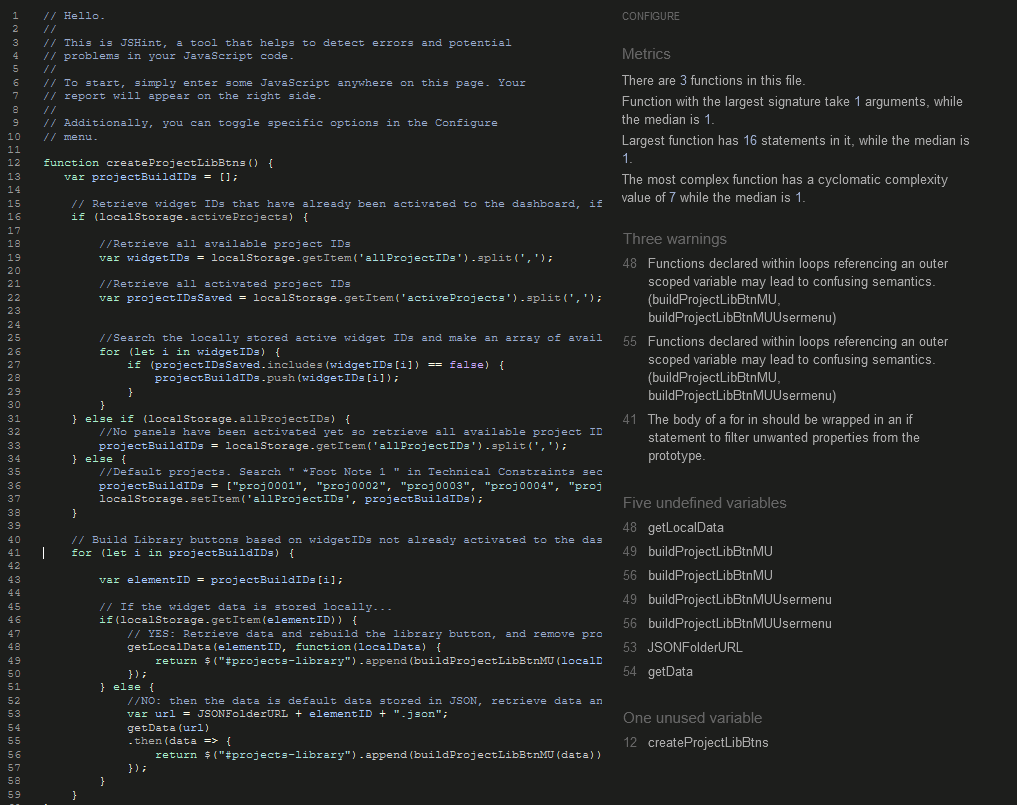 1 // Hello.
2 //
3 // This is JSHint, a tool that helps to detect errors and potential
4 // problems in your JavaScript code.
5 //
6 // To start, simply enter some JavaScript anywhere on this page. Your
7 // report will appear on the right side.
8 //
9 // Additionally, you can toggle specific options in the Configure
10 // menu.
11
12 function createProjectLibBtns() {
13 var projectBuildIDs = [];
14
15 // Retrieve widget IDs that have already been activated to the dashboard, if
16 if (localStorage.activeProjects) {
17
18 //Retrieve all available project IDs
19 var widgetIDs = localStorage.getItem('allProjectIDs').split(',');
20
21 //Retrieve all activated project IDs
22 var projectIDsSaved = localStorage.getItem('activeProjects').split(',');
23
24
25 //Search the locally stored active widget IDs and make an array of avail
26 for (let i in widgetIDs) {
27 if (projectIDsSaved.includes(widgetIDs[i]) == false) {
28 projectBuildIDs.push(widgetIDs[i]);
29 }
30 }
31 } else if (localStorage.allProjectIDs) {
32 //No panels have been activated yet so retrieve all available project ID
33 projectBuildIDs = localStorage.getItem('allProjectIDs').split(',');
34 } else {
35 //Default projects. Search " *Foot Note 1 " in Technical Constraints sec
36 projectBuildIDs = ["proj0001", "proj0002", "proj0003", "proj0004", "proj
37 localStorage.setItem('allProjectIDs', projectBuildIDs);
38 }
39
40 // Build Library buttons based on widgetIDs not already activated to the das
41 for (let i in projectBuildIDs) {
42
43 var elementID = projectBuildIDs[i];
44
45 // If the widget data is stored locally...
46 if(localStorage.getItem(elementID)) {
47 // YES: Retrieve data and rebuild the library button, and remove pro
48 getLocalData(elementID, function(localData) {
49 return $("#projects-library").append(buildProjectLibBtnMU(localD
50 });
51 } else {
52 //NO: then the data is default data stored in JSON, retrieve data an
53 var url = JSONFolderURL + elementID + ".json";
54 getData(url)
55 .then(data => {
56 return $("#projects-library").append(buildProjectLibBtnMU(data))
57 });
58 }
59 }
CONFIGURE
Metrics
There are 3 functions in this file.
Function with the largest signature take 1 arguments, while
the median is 1.
Largest function has 16 statements in it, while the median is
1.
The most complex function has a cyclomatic complexity
value of 7 while the median is 1.
Three warnings
48 Functions declared within loops referencing an outer
scoped variable may lead to confusing semantics.
(buildProjectLibBtnMU,
buildProjectLibBtnMUUsermenu)
55 Functions declared within loops referencing an outer
scoped variable may lead to confusing semantics.
(buildProjectLibBtnMU,
buildProjectLibBtnMUUsermenu)
41 The body of a for in should be wrapped in an if
statement to filter unwanted properties from the
prototype.
Five undefined variables
48 getLocalData
49 buildProjectLibBtnMU
56 buildProjectLibBtnMU
49 buildProjectLibBtnMUUsermenu
56 buildProjectLibBtnMUUsermenu
53 JSONFolderURL
54 getData
One unused variable
12 createProjectLibBtns